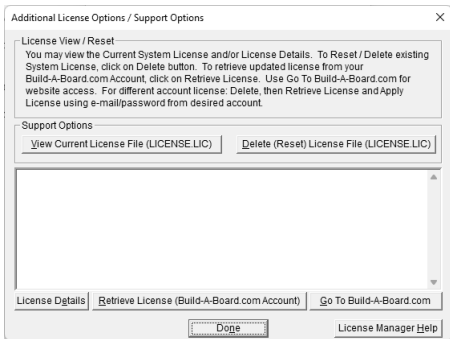 Additional License Options / Support Options
License View / Reset
You may view the Current System License and/or License Details. To Reset / Delete existing
System License, click on Delete button. To retrieve updated license from your
Build-A-Board.com Account, click on Retrieve License. Use Go To Build-A-Board.com for
website access. For different account license: Delete, then Retrieve License and Apply
License using e-mail/password from desired account.
Support Options
View Current License File (LICENSE.LIC) Delete (Reset) License File (LICENSE.LIC)
License Details Retrieve License (Build-A-Board.com Account) Go To Build-A-Board.com
Done License Manager Help